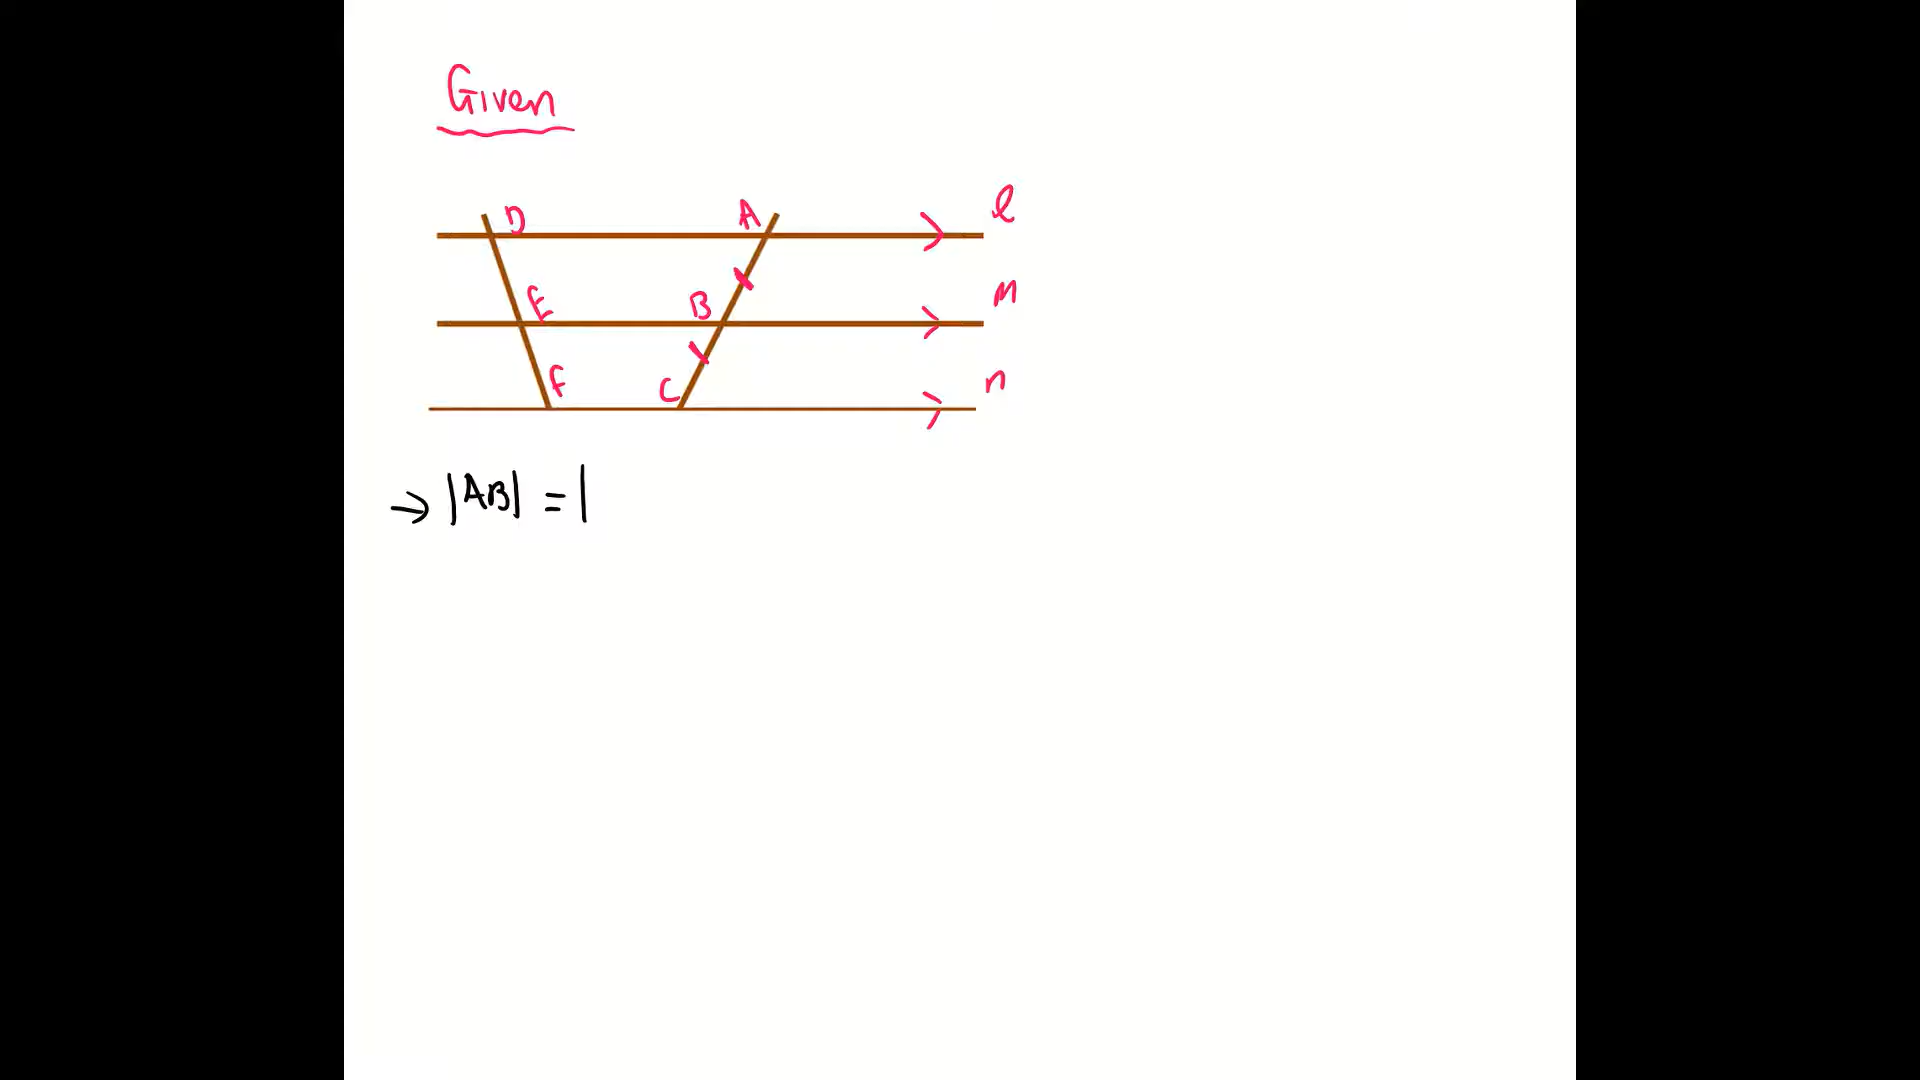 Given
D A l
E B M
F C n
→ |AB| = |